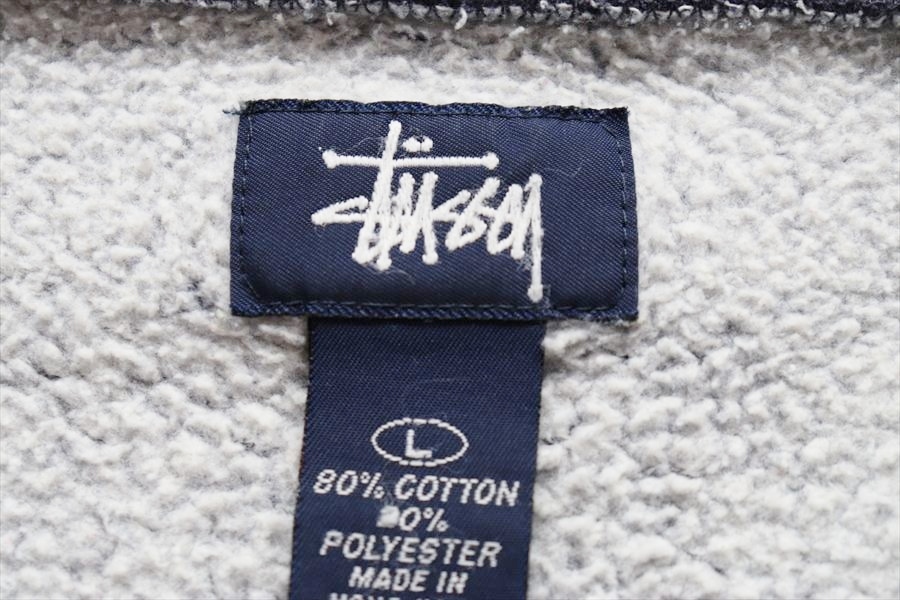 Stüssy
L
80% COTTON
20%
POLYESTER
MADE IN